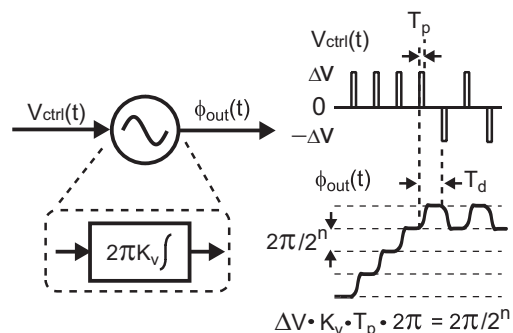 Vctrl(t)
ϕout(t)
2πKv∫
Tp
Vctrl(t)
ΔV
0
−ΔV
ϕout(t)
Td
2π/2ⁿ
ΔV • Kv • Tp • 2π = 2π/2ⁿ